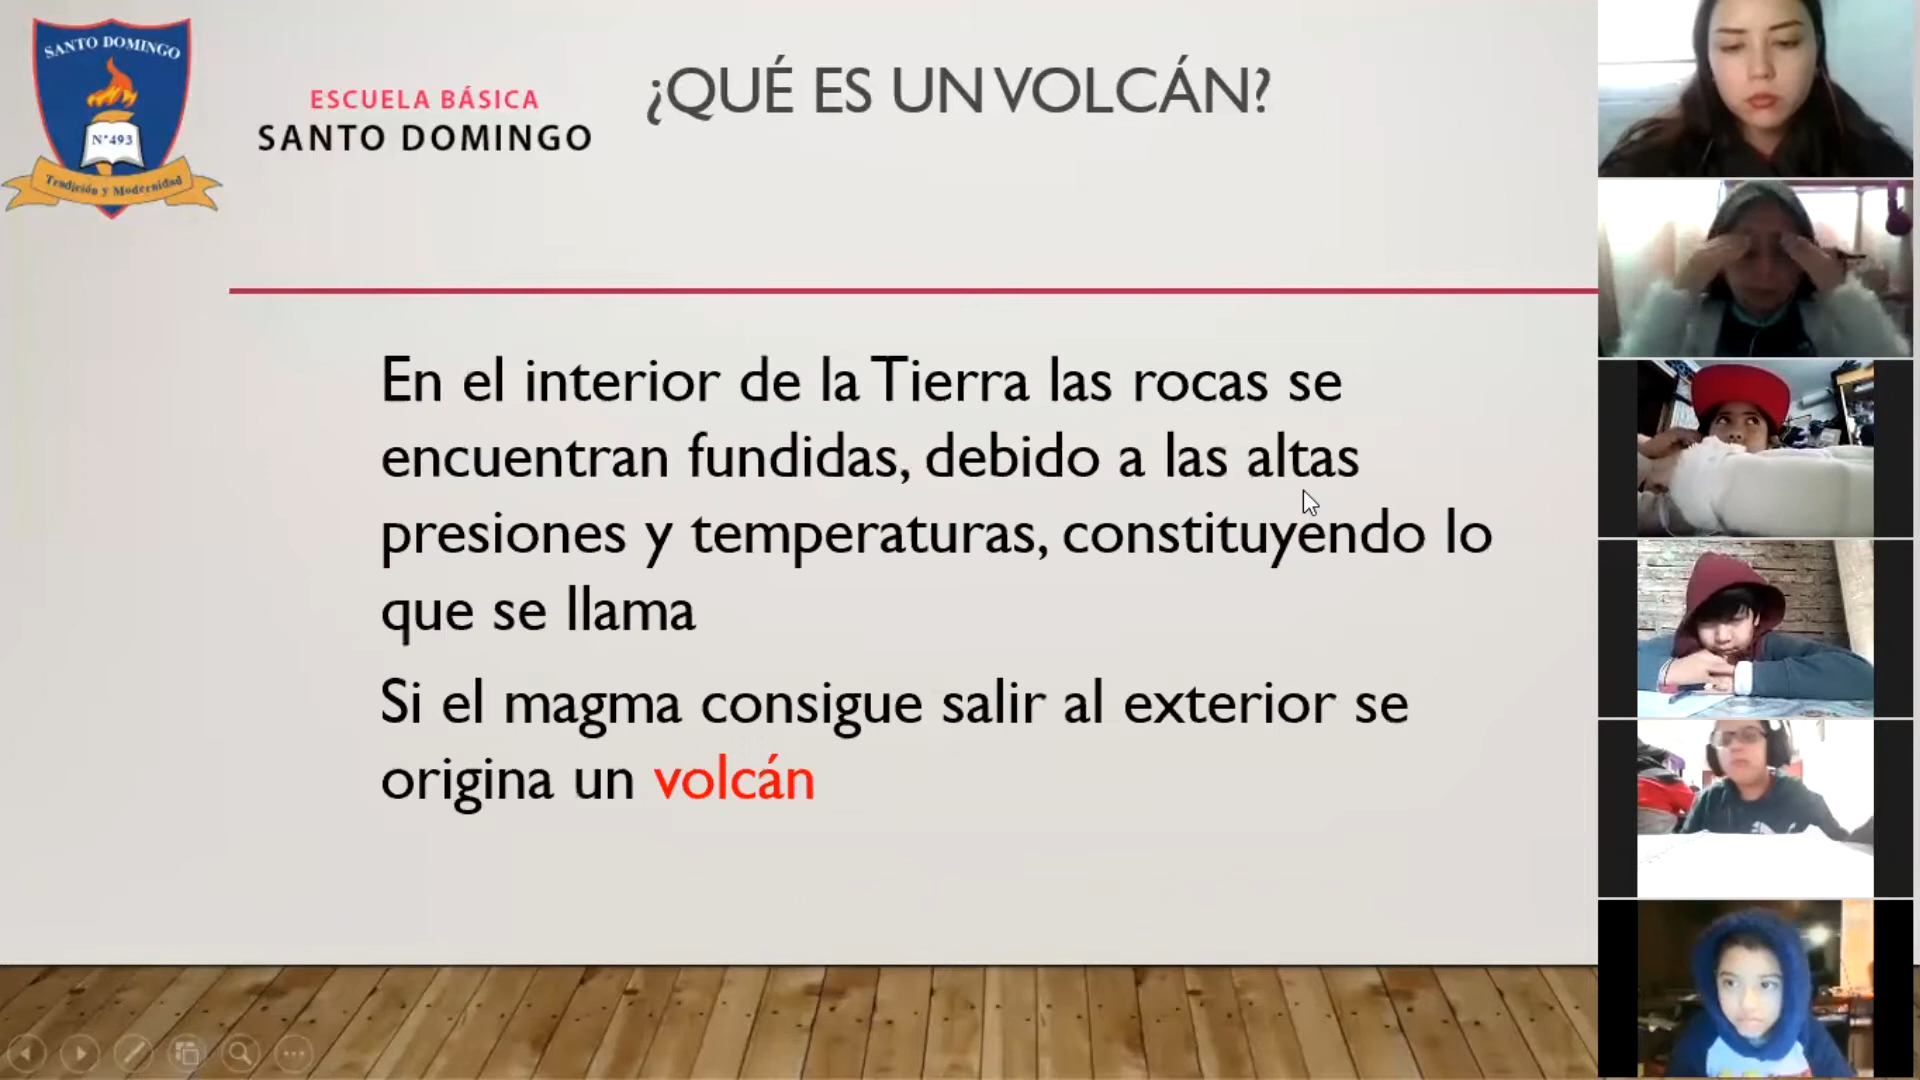 SANTO DOMINGO
N°493
Tradición y Modernidad
ESCUELA BÁSICA
SANTO DOMINGO
¿QUÉ ES UN VOLCÁN?
En el interior de la Tierra las rocas se
encuentran fundidas, debido a las altas
presiones y temperaturas, constituyendo lo
que se llama
Si el magma consigue salir al exterior se
origina un volcán